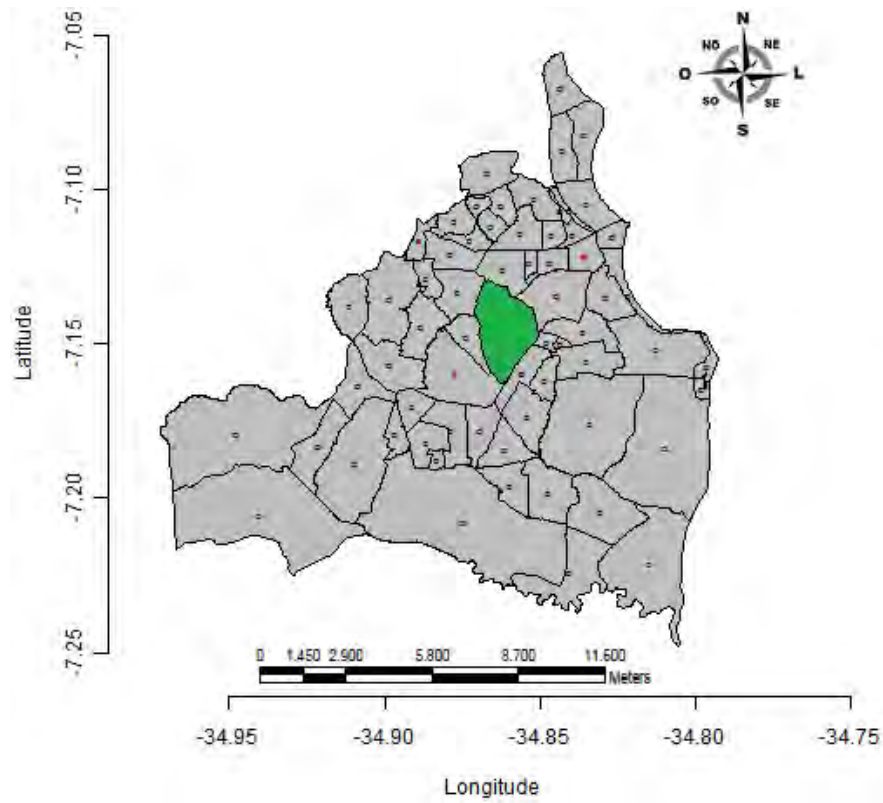 N
NO NE
O L
SO SE
S
-7.05
-7.10
-7.15
-7.20
-7.25
Latitude
0 1.450 2.900 5.800 8.700 11.600
Meters
-34.95 -34.90 -34.85 -34.80 -34.75
Longitude